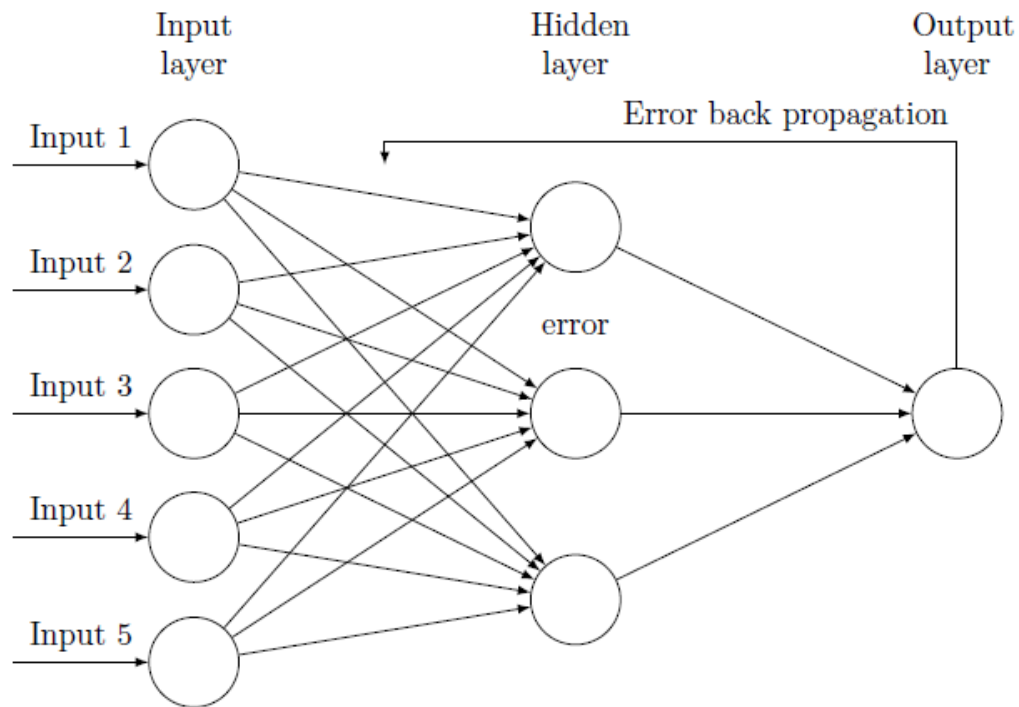 Input
layer
Hidden
layer
Output
layer
Error back propagation
Input 1
Input 2
error
Input 3
Input 4
Input 5